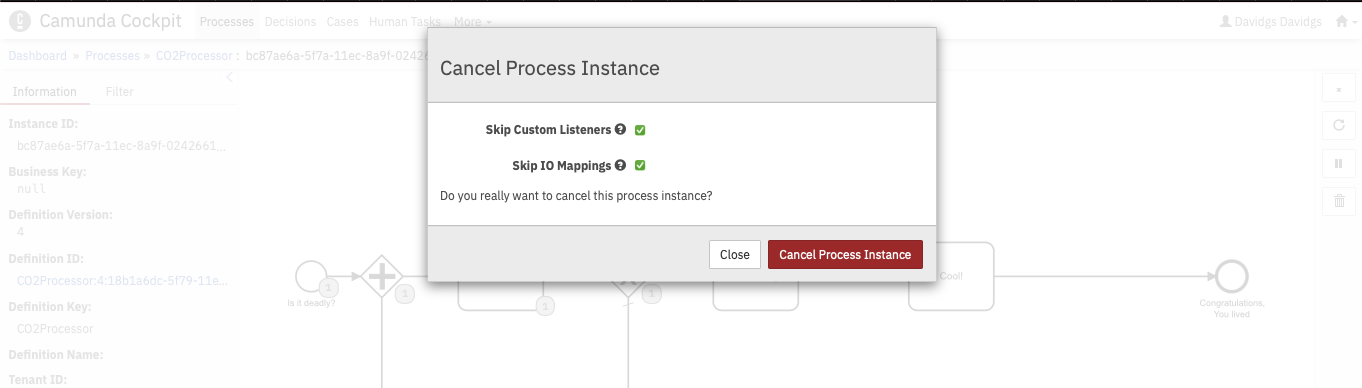 Camunda Cockpit
Processes Decisions Cases Human Tasks More
Davidgs Davidgs
Dashboard » Processes » CO2Processor : bc87ae6a-5f7a-11ec-8a9f-02426
Information Filter
Instance ID:
bc87ae6a-5f7a-11ec-8a9f-0242661...
Business Key:
null
Definition Version:
4
Definition ID:
CO2Processor:4:18b1a6dc-5f79-11e...
Definition Key:
CO2Processor
Definition Name:
Tenant ID:
Cancel Process Instance
Skip Custom Listeners ?
Skip IO Mappings ?
Do you really want to cancel this process instance?
Close Cancel Process Instance
Is it deadly?
1
1
1
1
Cool!
Congratulations,
You lived